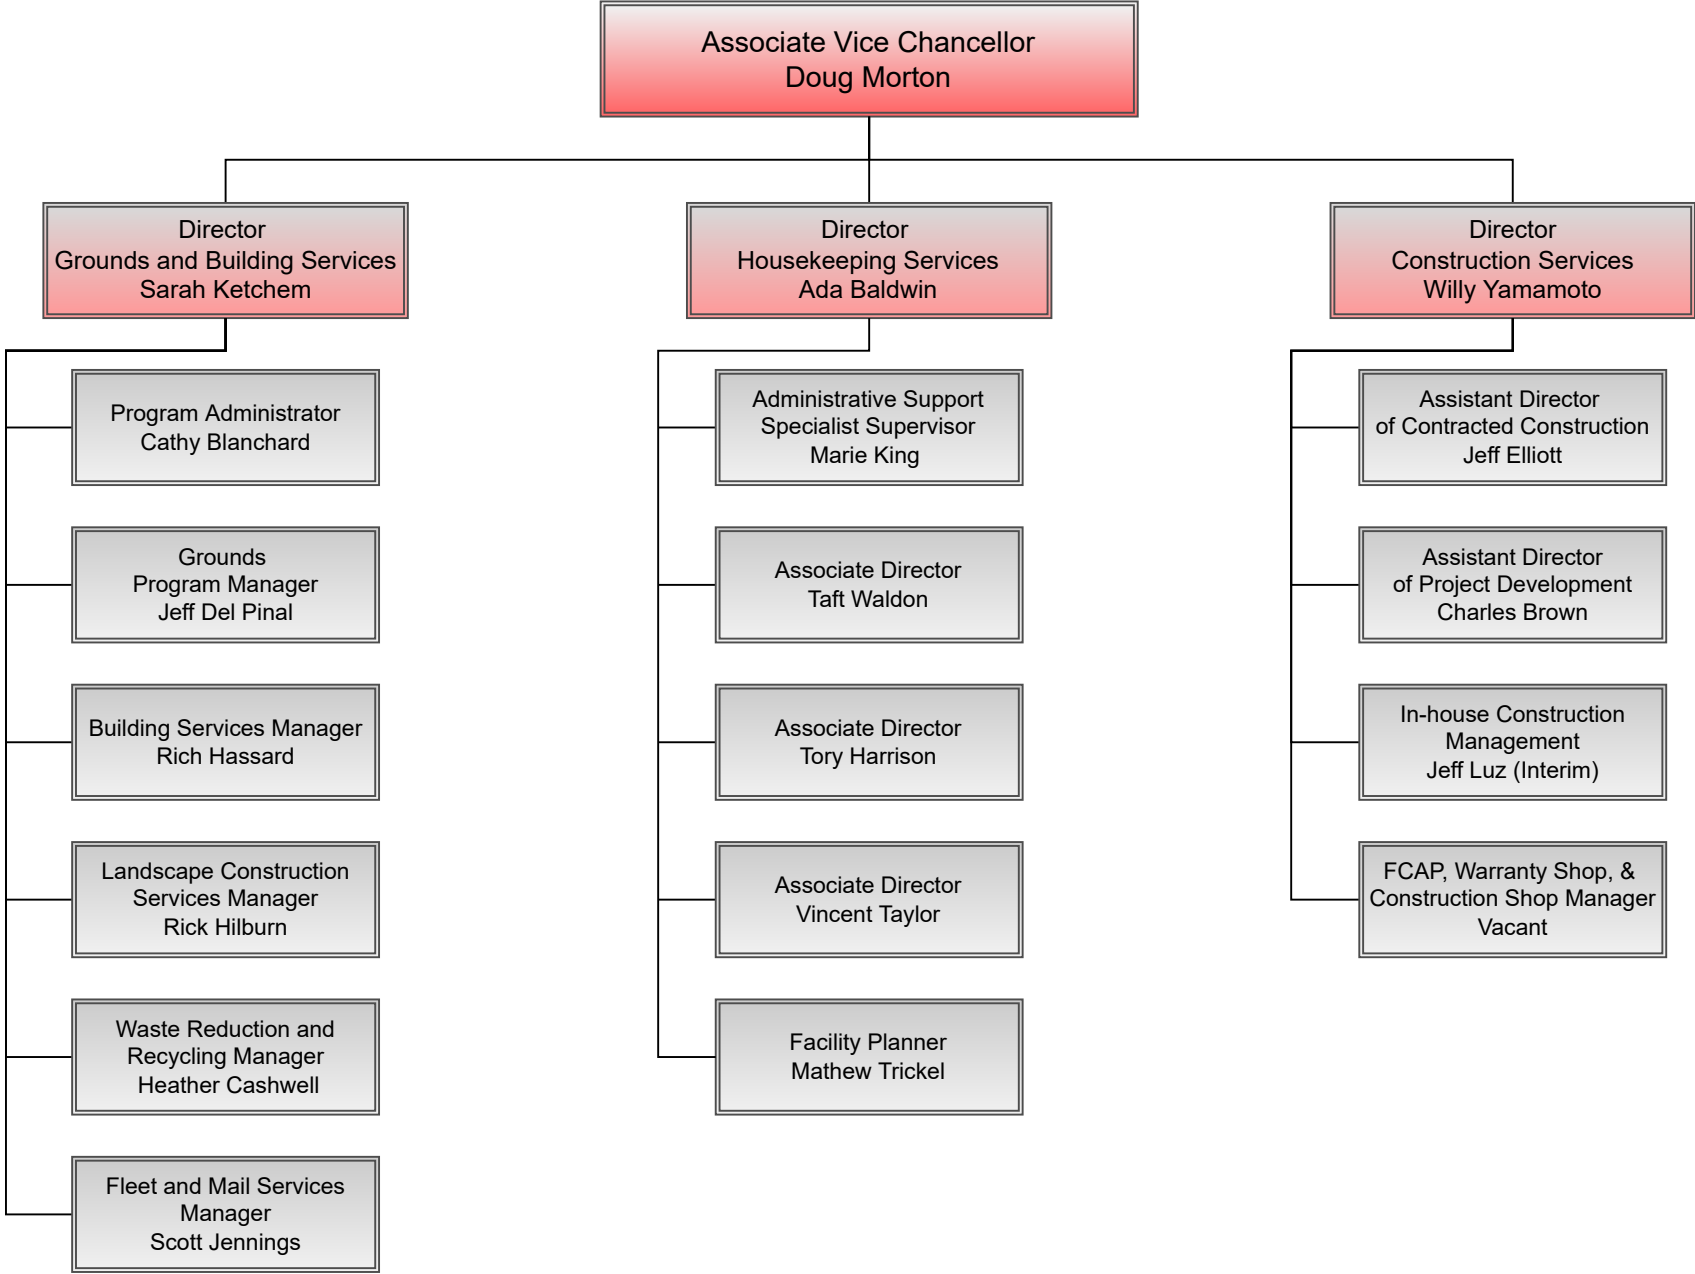 Associate Vice Chancellor
Doug Morton
Director
Grounds and Building Services
Sarah Ketchem
Program Administrator
Cathy Blanchard
Grounds
Program Manager
Jeff Del Pinal
Building Services Manager
Rich Hassard
Landscape Construction
Services Manager
Rick Hilburn
Waste Reduction and
Recycling Manager
Heather Cashwell
Fleet and Mail Services
Manager
Scott Jennings
Director
Housekeeping Services
Ada Baldwin
Administrative Support
Specialist Supervisor
Marie King
Associate Director
Taft Waldon
Associate Director
Tory Harrison
Associate Director
Vincent Taylor
Facility Planner
Mathew Trickel
Director
Construction Services
Willy Yamamoto
Assistant Director
of Contracted Construction
Jeff Elliott
Assistant Director
of Project Development
Charles Brown
In-house Construction
Management
Jeff Luz (Interim)
FCAP, Warranty Shop, &
Construction Shop Manager
Vacant